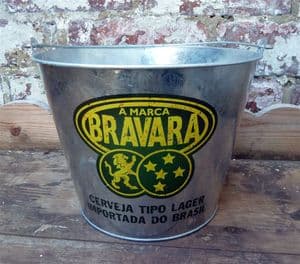 A MARCA
BRAVARA
CERVEJA TIPO LAGER
IMPORTADA DO BRASIL